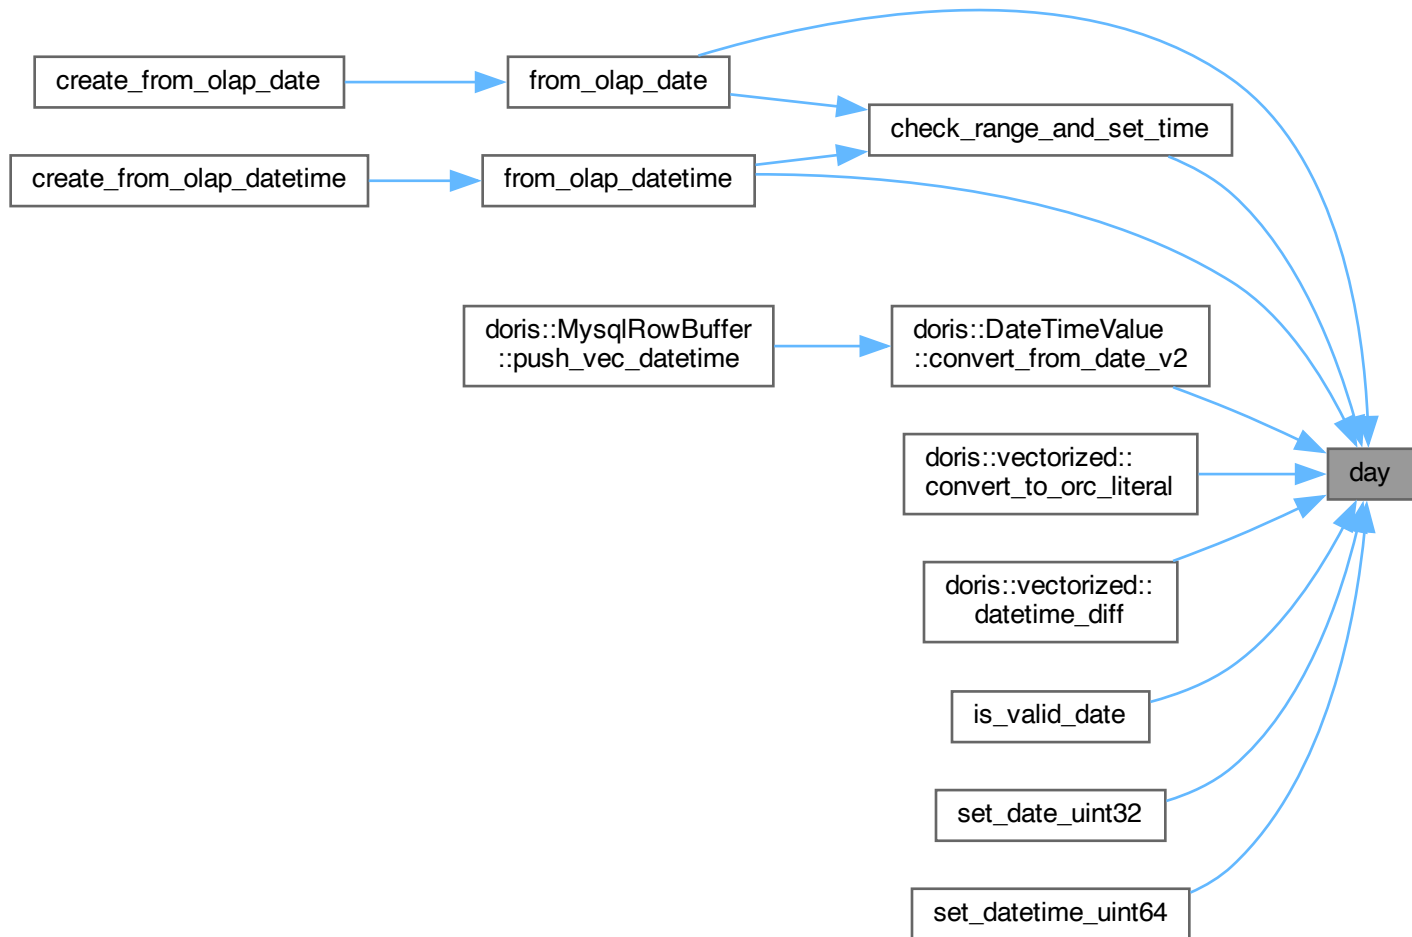 create_from_olap_date
from_olap_date
check_range_and_set_time
create_from_olap_datetime
from_olap_datetime
doris::MysqlRowBuffer
::push_vec_datetime
doris::DateTimeValue
::convert_from_date_v2
doris::vectorized::
convert_to_orc_literal
day
doris::vectorized::
datetime_diff
is_valid_date
set_date_uint32
set_datetime_uint64